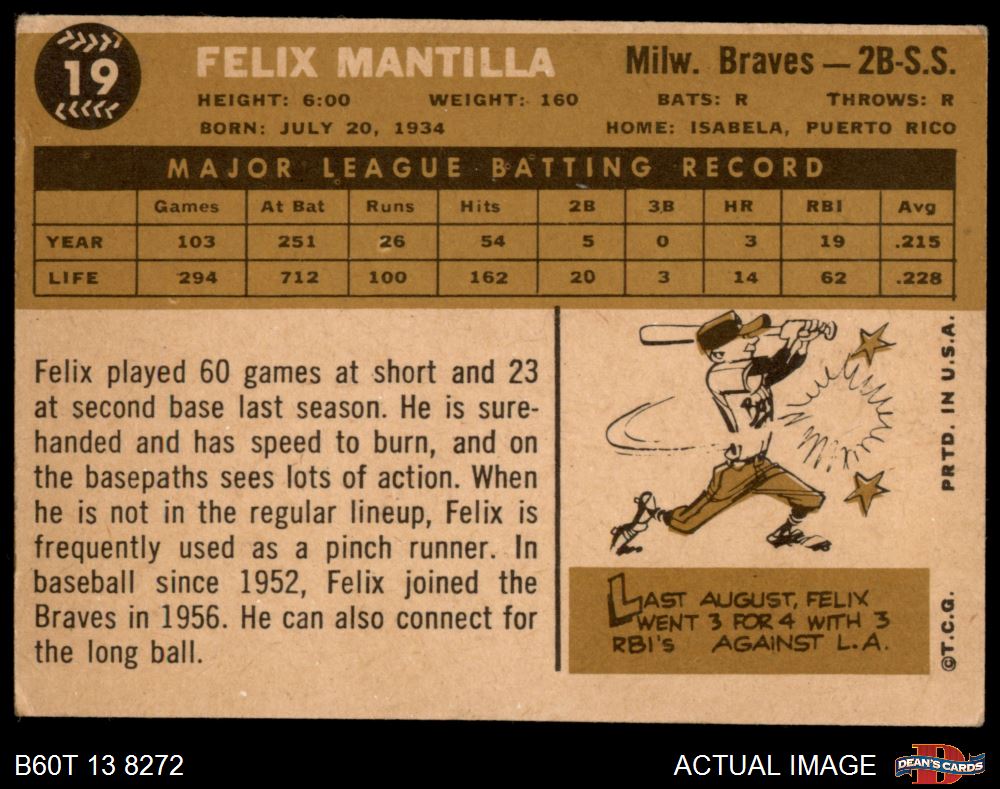 19
FELIX MANTILLA
Milw. Braves — 2B-S.S.
HEIGHT: 6:00 WEIGHT: 160 BATS: R THROWS: R
BORN: JULY 20, 1934 HOME: ISABELA, PUERTO RICO
MAJOR LEAGUE BATTING RECORD
Games At Bat Runs Hits 2B 3B HR RBI Avg
YEAR 103 251 26 54 5 0 3 19 .215
LIFE 294 712 100 162 20 3 14 62 .228
Felix played 60 games at short and 23
at second base last season. He is sure-
handed and has speed to burn, and on
the basepaths sees lots of action. When
he is not in the regular lineup, Felix is
frequently used as a pinch runner. In
baseball since 1952, Felix joined the
Braves in 1956. He can also connect for
the long ball.
LAST AUGUST, FELIX
WENT 3 FOR 4 WITH 3
RBI'S AGAINST L.A.
PRTD. IN U.S.A.
©T.C.G.
B60T 13 8272
ACTUAL IMAGE
DEAN'S CARDS